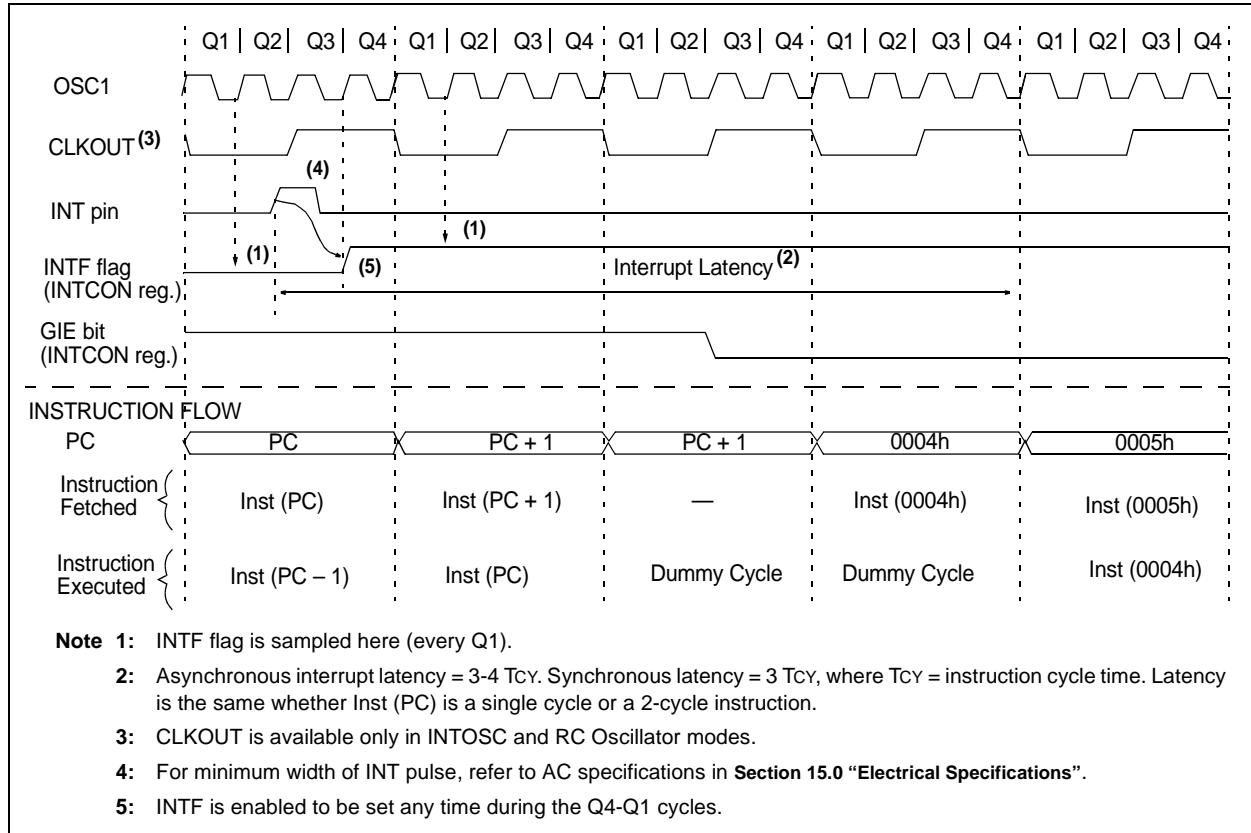 Q1 Q2 Q3 Q4 Q1 Q2 Q3 Q4 Q1 Q2 Q3 Q4 Q1 Q2 Q3 Q4 Q1 Q2 Q3 Q4
OSC1
CLKOUT (3)
(4)
INT pin
(1)
(1)
INTF flag
(INTCON reg.)
(5)
Interrupt Latency (2)
GIE bit
(INTCON reg.)
INSTRUCTION FLOW
PC PC PC + 1 PC + 1 0004h 0005h
Instruction
Fetched
Inst (PC) Inst (PC + 1) — Inst (0004h) Inst (0005h)
Instruction
Executed
Inst (PC – 1) Inst (PC) Dummy Cycle Dummy Cycle Inst (0004h)
Note 1: INTF flag is sampled here (every Q1).
2: Asynchronous interrupt latency = 3-4 TCY. Synchronous latency = 3 TCY, where TCY = instruction cycle time. Latency
is the same whether Inst (PC) is a single cycle or a 2-cycle instruction.
3: CLKOUT is available only in INTOSC and RC Oscillator modes.
4: For minimum width of INT pulse, refer to AC specifications in Section 15.0 “Electrical Specifications”.
5: INTF is enabled to be set any time during the Q4-Q1 cycles.